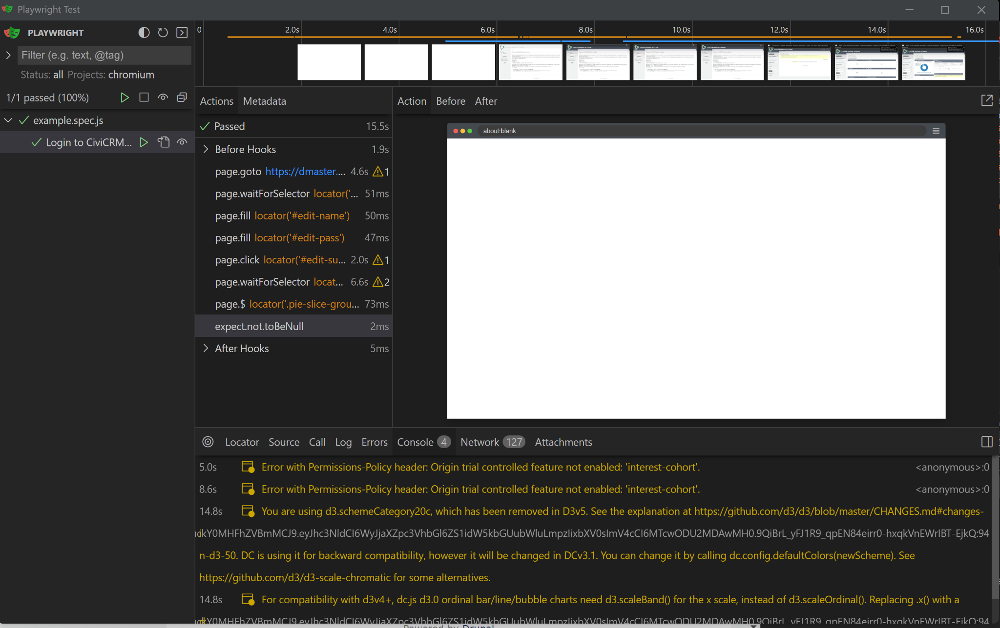 Playwright Test
PLAYWRIGHT
Filter (e.g. text, @tag)
Status: all Projects: chromium
1/1 passed (100%)
example.spec.js
Login to CiviCRM...
0 2.0s 4.0s 6.0s 8.0s 10.0s 12.0s 14.0s 16.0s
Actions Metadata
Passed 15.5s
Before Hooks 1.9s
page.goto https://dmaster.... 4.6s 1
page.waitForSelector locator('... 51ms
page.fill locator('#edit-name') 50ms
page.fill locator('#edit-pass') 47ms
page.click locator('#edit-su... 2.0s 1
page.waitForSelector locat... 6.6s 2
page.$ locator('.pie-slice-grou... 73ms
expect.not.toBeNull 2ms
After Hooks 5ms
Action Before After
about:blank
Locator Source Call Log Errors Console 4 Network 127 Attachments
5.0s Error with Permissions-Policy header: Origin trial controlled feature not enabled: 'interest-cohort'. <anonymous>:0
8.6s Error with Permissions-Policy header: Origin trial controlled feature not enabled: 'interest-cohort'. <anonymous>:0
14.8s You are using d3.schemeCategory20c, which has been removed in D3v5. See the explanation at https://github.com/d3/d3/blob/master/CHANGES.md#changes-
n-d3-50. DC is using it for backward compatibility, however it will be changed in DCv3.1. You can change it by calling dc.config.defaultColors(newScheme). See
https://github.com/d3/d3-scale-chromatic for some alternatives.
14.8s For compatibility with d3v4+, dc.js d3.0 ordinal bar/line/bubble charts need d3.scaleBand() for the x scale, instead of d3.scaleOrdinal(). Replacing .x() with a
Powered by Drupal